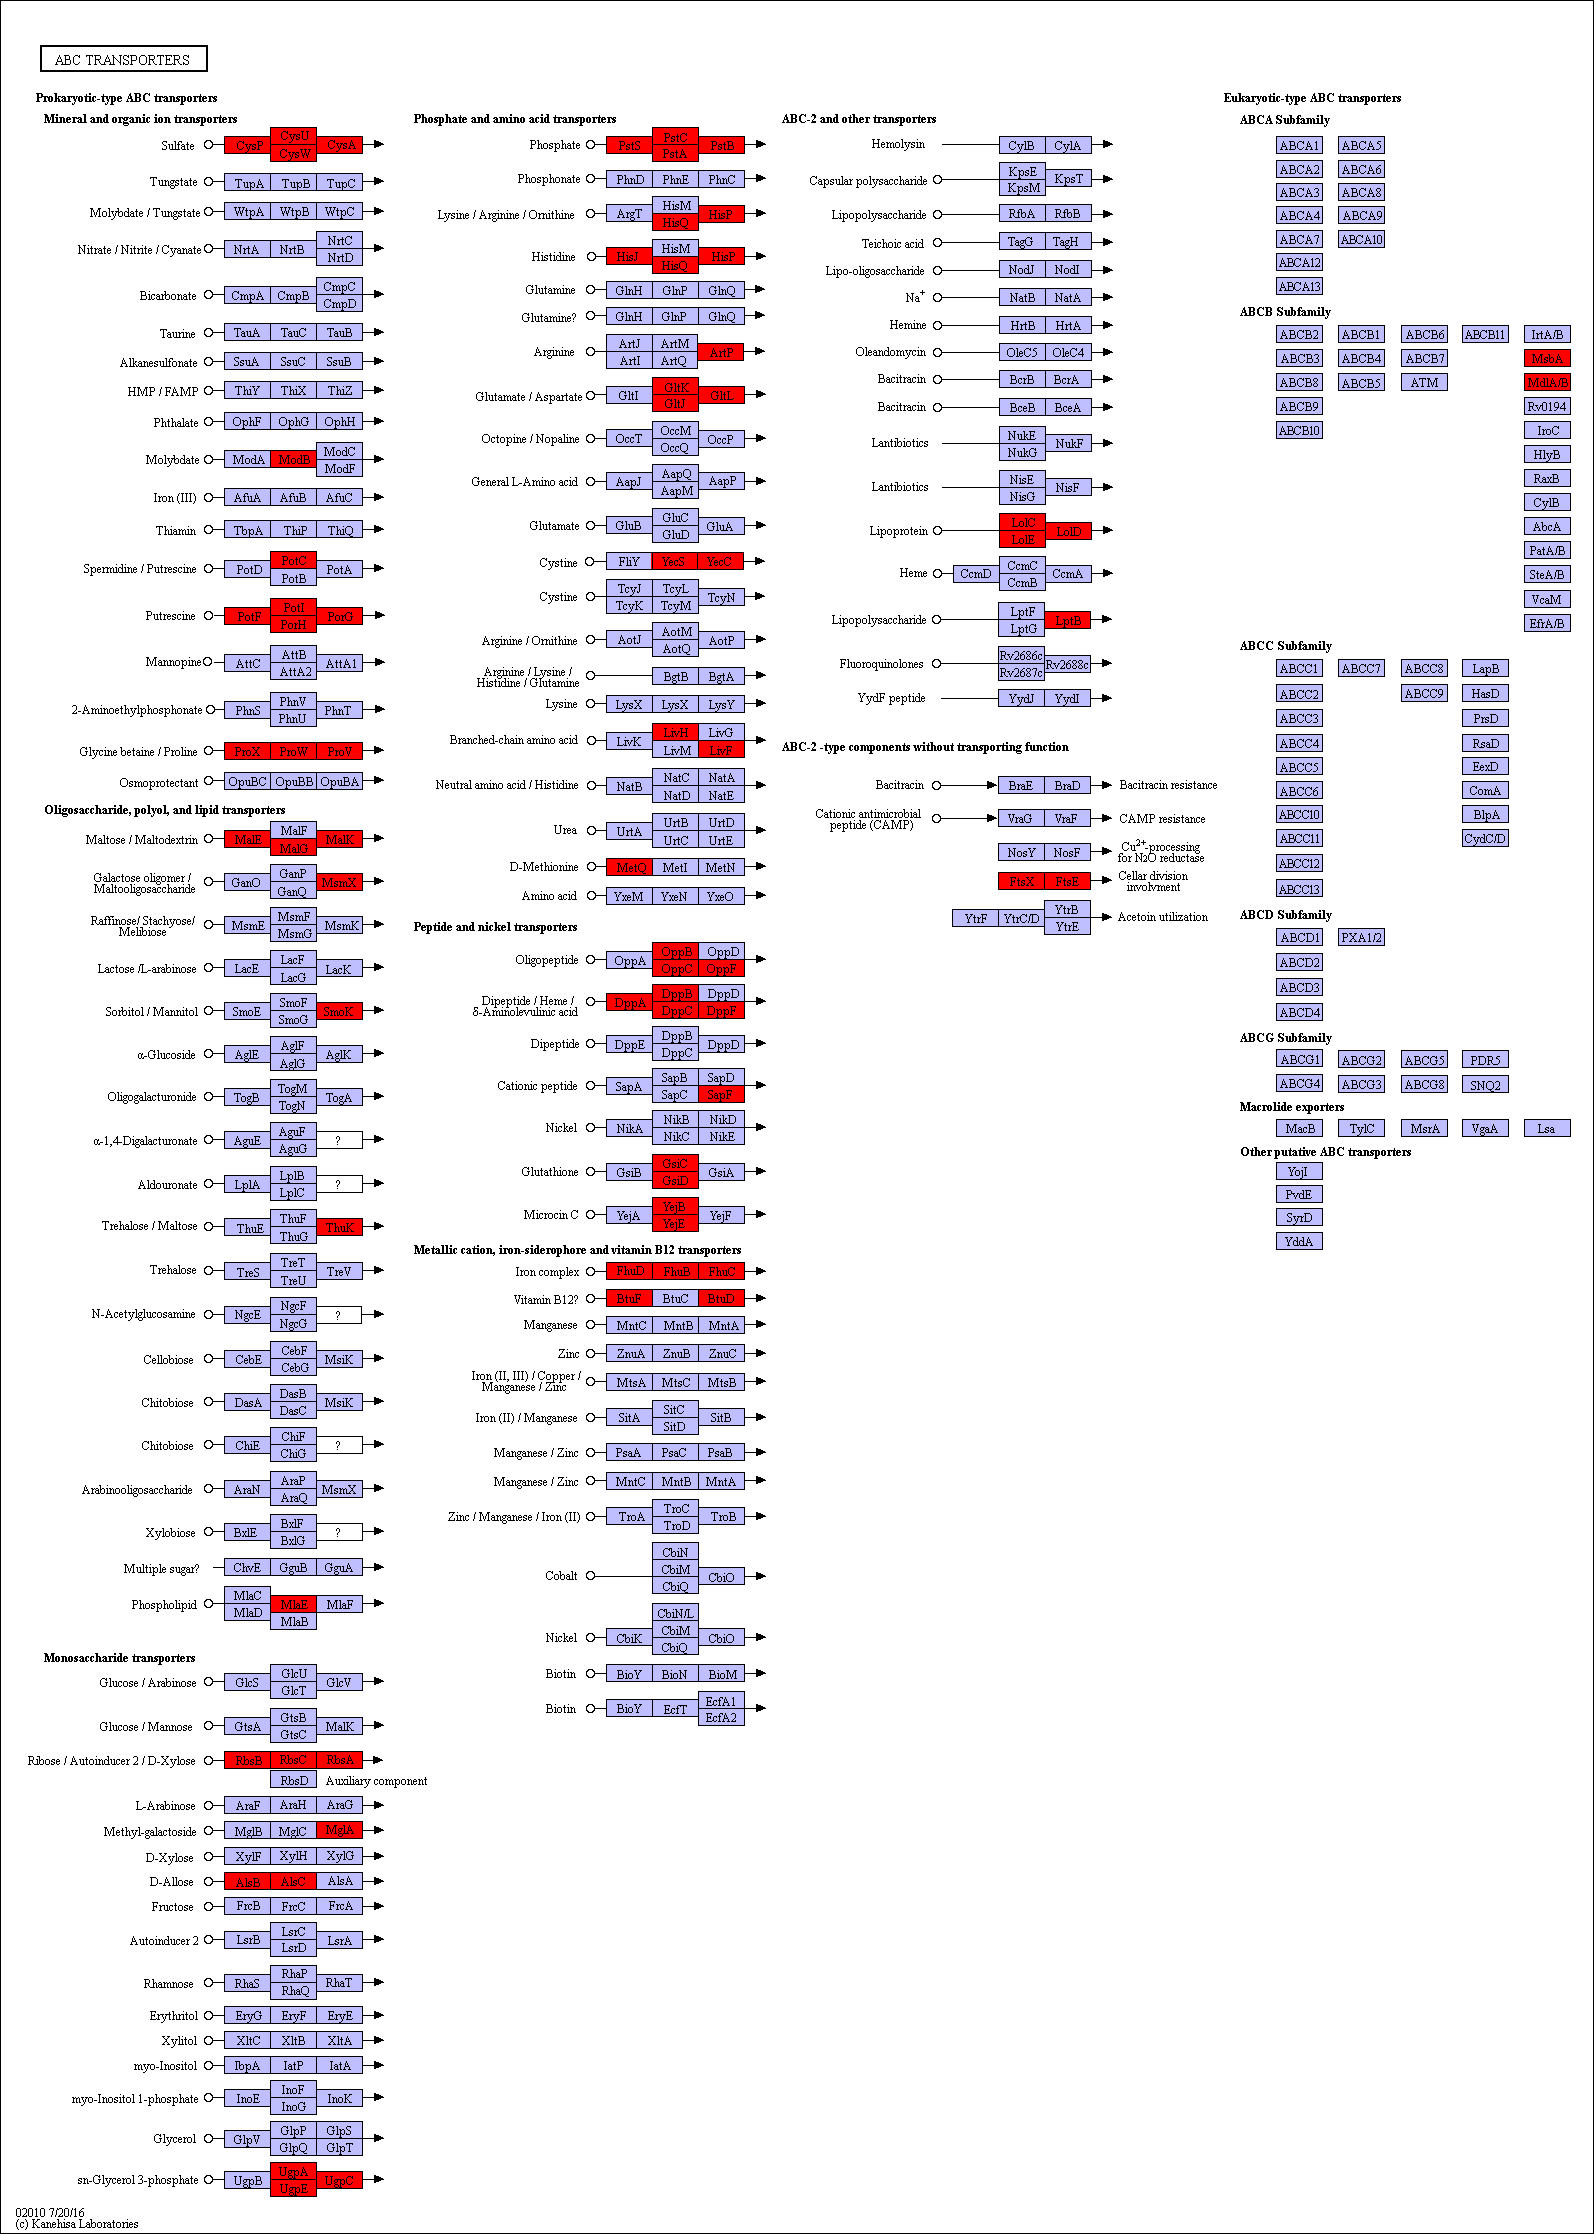 ABC TRANSPORTERS
Prokaryotic-type ABC transporters
Mineral and organic ion transporters
Sulfate CysP CysU CysW CysA
Tungstate TupA TupB TupC
Molybdate / Tungstate WtpA WtpB WtpC
Nitrate / Nitrite / Cyanate NrtA NrtB NrtC NrtD
Bicarbonate CmpA CmpB CmpC CmpD
Taurine TauA TauC TauB
Alkanesulfonate SsuA SsuC SsuB
HMP / FAMP ThiY ThiX ThiZ
Phthalate OphF OphG OphH
Molybdate ModA ModB ModC ModF
Iron (III) AfuA AfuB AfuC
Thiamin TbpA ThiP ThiQ
Spermidine / Putrescine PotD PotC PotB PotA
Putrescine PotF PotI PorH PorG
Mannopine AttC AttB AttA2 AttA1
2-Aminoethylphosphonate PhnS PhnV PhnU PhnT
Glycine betaine / Proline ProX ProW ProV
Osmoprotectant OpuBC OpuBB OpuBA
Oligosaccharide, polyol, and lipid transporters
Maltose / Maltodextrin MalE MalF MalG MalK
Galactose oligomer /
Maltooligosaccharide GanO GanP GanQ MsmX
Raffinose/ Stachyose/
Melibiose MsmE MsmF MsmG MsmK
Lactose /L-arabinose LacE LacF LacG LacK
Sorbitol / Mannitol SmoE SmoF SmoG SmoK
α-Glucoside AglE AglF AglG AglK
Oligogalacturonide TogB TogM TogN TogA
α-1,4-Digalacturonate AguE AguF AguG ?
Aldouronate LplA LplB LplC ?
Trehalose / Maltose ThuE ThuF ThuG ThuK
Trehalose TreS TreT TreU TreV
N-Acetylglucosamine NgcE NgcF NgcG ?
Cellobiose CebE CebF CebG MsiK
Chitobiose DasA DasB DasC MsiK
Chitobiose ChiE ChiF ChiG ?
Arabinooligosaccharide AraN AraP AraQ MsmX
Xylobiose BxlE BxlF BxlG ?
Multiple sugar? ChvE GguB GguA
Phospholipid MlaC MlaD MlaE MlaB MlaF
Monosaccharide transporters
Glucose / Arabinose GlcS GlcU GlcT GlcV
Glucose / Mannose GtsA GtsB GtsC MalK
Ribose / Autoinducer 2 / D-Xylose RbsB RbsC RbsA
RbsD Auxiliary component
L-Arabinose AraF AraH AraG
Methyl-galactoside MglB MglC MglA
D-Xylose XylF XylH XylG
D-Allose AlsB AlsC AlsA
Fructose FrcB FrcC FrcA
Autoinducer 2 LsrB LsrC LsrD LsrA
Rhamnose RhaS RhaP RhaQ RhaT
Erythritol EryG EryF EryE
Xylitol XltC XltB XltA
myo-Inositol IbpA IatP IatA
myo-Inositol 1-phosphate InoE InoF InoG InoK
Glycerol GlpV GlpP GlpQ GlpS GlpT
sn-Glycerol 3-phosphate UgpB UgpA UgpE UgpC
Phosphate and amino acid transporters
Phosphate PstS PstC PstA PstB
Phosphonate PhnD PhnE PhnC
Lysine / Arginine / Ornithine ArgT HisM HisQ HisP
Histidine HisJ HisM HisQ HisP
Glutamine GlnH GlnP GlnQ
Glutamine? GlnH GlnP GlnQ
Arginine ArtJ ArtI ArtM ArtQ ArtP
Glutamate / Aspartate GltI GltK GltJ GltL
Octopine / Nopaline OccT OccM OccQ OccP
General L-Amino acid AapJ AapQ AapM AapP
Glutamate GluB GluC GluD GluA
Cystine FliY YecS YecC
Cystine TcyJ TcyK TcyL TcyM TcyN
Arginine / Ornithine AotJ AotM AotQ AotP
Arginine / Lysine /
Histidine / Glutamine BgtB BgtA
Lysine LysX LysX LysY
Branched-chain amino acid LivK LivH LivM LivG LivF
Neutral amino acid / Histidine NatB NatC NatD NatA NatE
Urea UrtA UrtB UrtC UrtD UrtE
D-Methionine MetQ MetI MetN
Amino acid YxeM YxeN YxeO
Peptide and nickel transporters
Oligopeptide OppA OppB OppC OppD OppF
Dipeptide / Heme /
δ-Aminolevulinic acid DppA DppB DppC DppD DppF
Dipeptide DppE DppB DppC DppD
Cationic peptide SapA SapB SapC SapD SapF
Nickel NikA NikB NikC NikD NikE
Glutathione GsiB GsiC GsiD GsiA
Microcin C YejA YejB YejE YejF
Metallic cation, iron-siderophore and vitamin B12 transporters
Iron complex FhuD FhuB FhuC
Vitamin B12? BtuF BtuC BtuD
Manganese MntC MntB MntA
Zinc ZnuA ZnuB ZnuC
Iron (II, III) / Copper /
Manganese / Zinc MtsA MtsC MtsB
Iron (II) / Manganese SitA SitC SitD SitB
Manganese / Zinc PsaA PsaC PsaB
Manganese / Zinc MntC MntB MntA
Zinc / Manganese / Iron (II) TroA TroC TroD TroB
Cobalt CbiN CbiM CbiQ CbiO
Nickel CbiK CbiN/L CbiM CbiQ CbiO
Biotin BioY BioN BioM
Biotin BioY EcfT EcfA1 EcfA2
ABC-2 and other transporters
Hemolysin CylB CylA
Capsular polysaccharide KpsE KpsM KpsT
Lipopolysaccharide RfbA RfbB
Teichoic acid TagG TagH
Lipo-oligosaccharide NodJ NodI
Na+ NatB NatA
Hemine HrtB HrtA
Oleandomycin OleC5 OleC4
Bacitracin BcrB BcrA
Bacitracin BceB BceA
Lantibiotics NukE NukG NukF
Lantibiotics NisE NisG NisF
Lipoprotein LolC LolE LolD
Heme CcmD CcmC CcmB CcmA
Lipopolysaccharide LptF LptG LptB
Fluoroquinolones Rv2686c Rv2687c Rv2688c
YydF peptide YydJ YydI
ABC-2 -type components without transporting function
Bacitracin BraE BraD Bacitracin resistance
Cationic antimicrobial
peptide (CAMP) VraG VraF CAMP resistance
NosY NosF Cu2+-processing
for N2O reductase
FtsX FtsE Cellar division
involvment
YtrF YtrC/D YtrB YtrE Acetoin utilization
Eukaryotic-type ABC transporters
ABCA Subfamily
ABCA1 ABCA5
ABCA2 ABCA6
ABCA3 ABCA8
ABCA4 ABCA9
ABCA7 ABCA10
ABCA12
ABCA13
ABCB Subfamily
ABCB2 ABCB1 ABCB6 ABCB11 IrtA/B
ABCB3 ABCB4 ABCB7 MsbA
ABCB8 ABCB5 ATM MdlA/B
ABCB9 Rv0194
ABCB10 IroC
HlyB
RaxB
CylB
AbcA
PatA/B
SteA/B
VcaM
EfrA/B
ABCC Subfamily
ABCC1 ABCC7 ABCC8 LapB
ABCC2 ABCC9 HasD
ABCC3 PrsD
ABCC4 RsaD
ABCC5 EexD
ABCC6 ComA
ABCC10 BlpA
ABCC11 CydC/D
ABCC12
ABCC13
ABCD Subfamily
ABCD1 PXA1/2
ABCD2
ABCD3
ABCD4
ABCG Subfamily
ABCG1 ABCG2 ABCG5 PDR5
ABCG4 ABCG3 ABCG8 SNQ2
Macrolide exporters
MacB TylC MsrA VgaA Lsa
Other putative ABC transporters
YojI
PvdE
SyrD
YddA
02010 7/20/16
(c) Kanehisa Laboratories